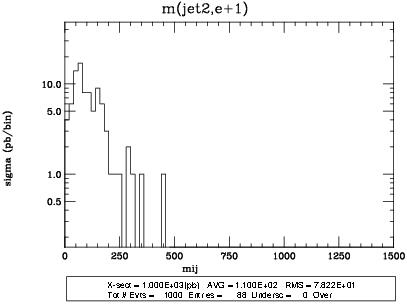 m(jet2,e+1)
sigma (pb/bin)
10.0
5.0
1.0
0.5
0 250 500 750 1000 1250 1500
mij
X-sect = 1.000E+03(pb) AVG = 1.100E+02 RMS = 7.822E+01
Tot # Evts = 1000 Entries = 88 Undersc = 0 Over